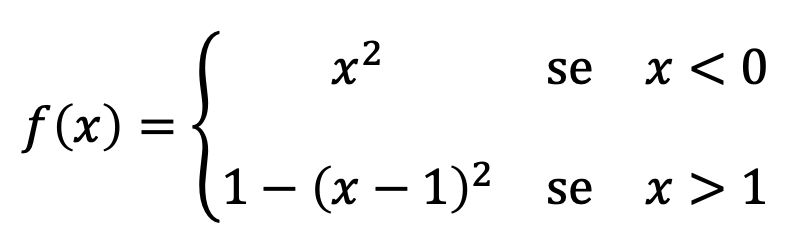 x² se x < 0
f(x) = {
1 − (x − 1)² se x > 1